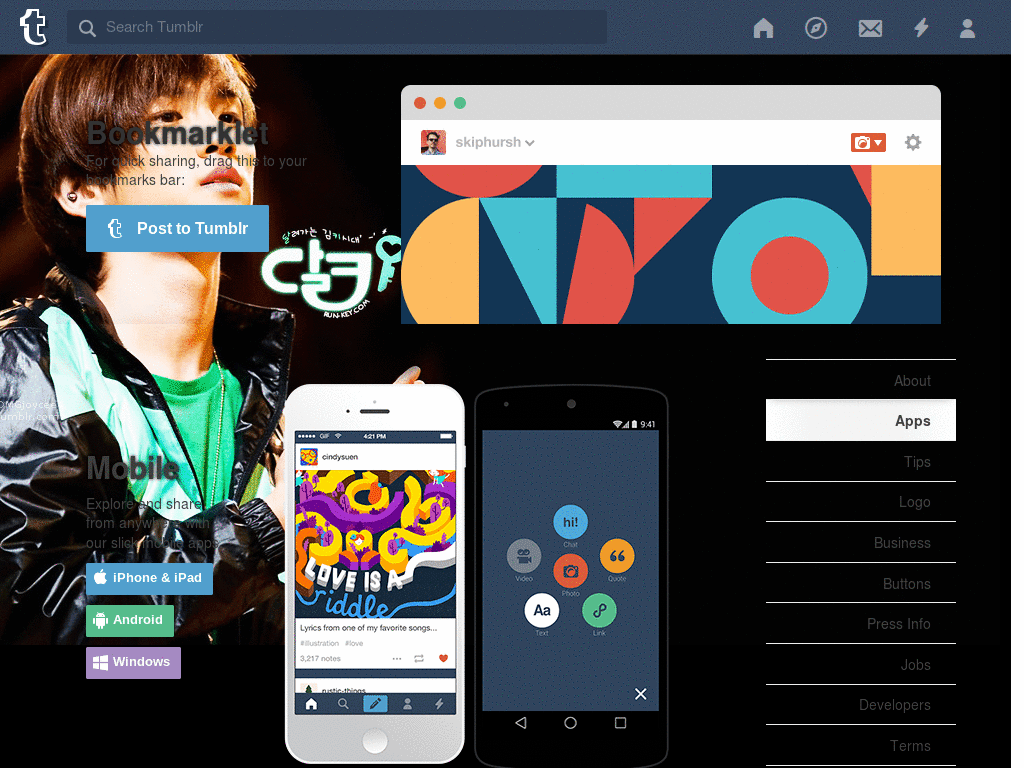 Search Tumblr
Bookmarklet
For quick sharing, drag this to your
bookmarks bar:
Post to Tumblr
skiphursh
달려가는 김키시대
달키
RUN-KEY.COM
About
Apps
Tips
Logo
Business
Buttons
Press Info
Jobs
Developers
Terms
Mobile
Explore and share
from anywhere with
our slick mobile apps
iPhone & iPad
Android
Windows
GIF
4:21 PM
cindysuen
LOVE IS A
riddle
Lyrics from one of my favorite songs...
#illustration #love
3,217 notes
rustic-things
9:41
hi!
Chat
Video
Quote
Photo
Aa
Text
Link